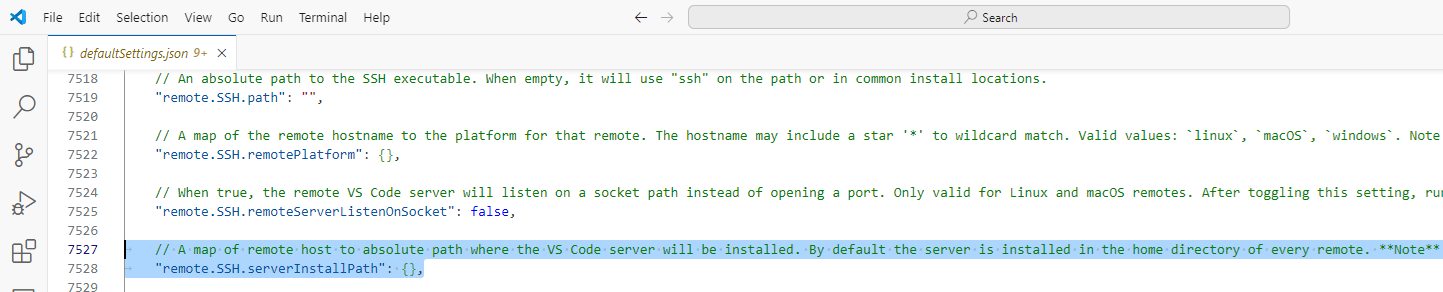 File Edit Selection View Go Run Terminal Help
Search
defaultSettings.json 9+
7518 // An absolute path to the SSH executable. When empty, it will use "ssh" on the path or in common install locations.
7519 "remote.SSH.path": "",
7520
7521 // A map of the remote hostname to the platform for that remote. The hostname may include a star '*' to wildcard match. Valid values: `linux`, `macOS`, `windows`. Note
7522 "remote.SSH.remotePlatform": {},
7523
7524 // When true, the remote VS Code server will listen on a socket path instead of opening a port. Only valid for Linux and macOS remotes. After toggling this setting, ru
7525 "remote.SSH.remoteServerListenOnSocket": false,
7526
7527 // A map of remote host to absolute path where the VS Code server will be installed. By default the server is installed in the home directory of every remote. **Note**
7528 "remote.SSH.serverInstallPath": {},
7529